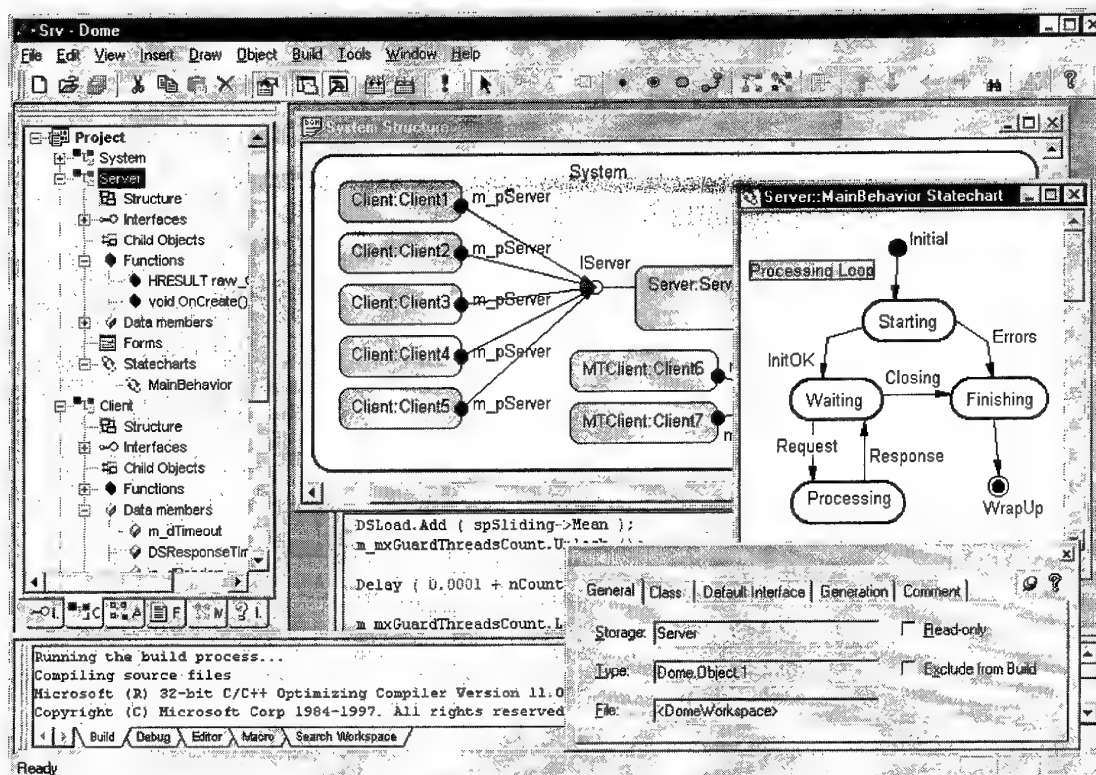 Srv - Dome
File Edit View Insert Draw Object Build Tools Window Help
Project
System
Server
Structure
Interfaces
Child Objects
Functions
HRESULT raw_
void OnCreate()
Data members
Forms
Statecharts
MainBehavior
Client
Structure
Interfaces
Child Objects
Functions
Data members
m_dTimeout
DSResponseTim
I. C A F M I.
System Structure
System
Client:Client1 m_pServer
Client:Client2 m_pServer
IServer
Client:Client3 m_pServer
Server:Serv
Client:Client4 m_pServer
MTClient:Client6
Client:Client5 m_pServer
MTClient:Client7 m
Server::MainBehavior Statechart
Initial
Processing Loop
Starting
Errors
InitOK
Closing
Waiting
Finishing
Request
Response
Processing
WrapUp
DSLoad.Add ( spSliding->Mean );
m_mxGuardThreadsCount.Unlock ();
Delay ( 0.0001 + nCount
m_mxGuardThreadsCount.L
General Class Default Interface Generation Comment
Storage: Server
Read-only
Type: Dome.Object.1
Exclude from Build
File: <DomeWorkspace>
Running the build process...
Compiling source files
Microsoft (R) 32-bit C/C++ Optimizing Compiler Version 11.0
Copyright (C) Microsoft Corp 1984-1997. All rights reserved
Build Debug Editor Macro Search Workspace
Ready